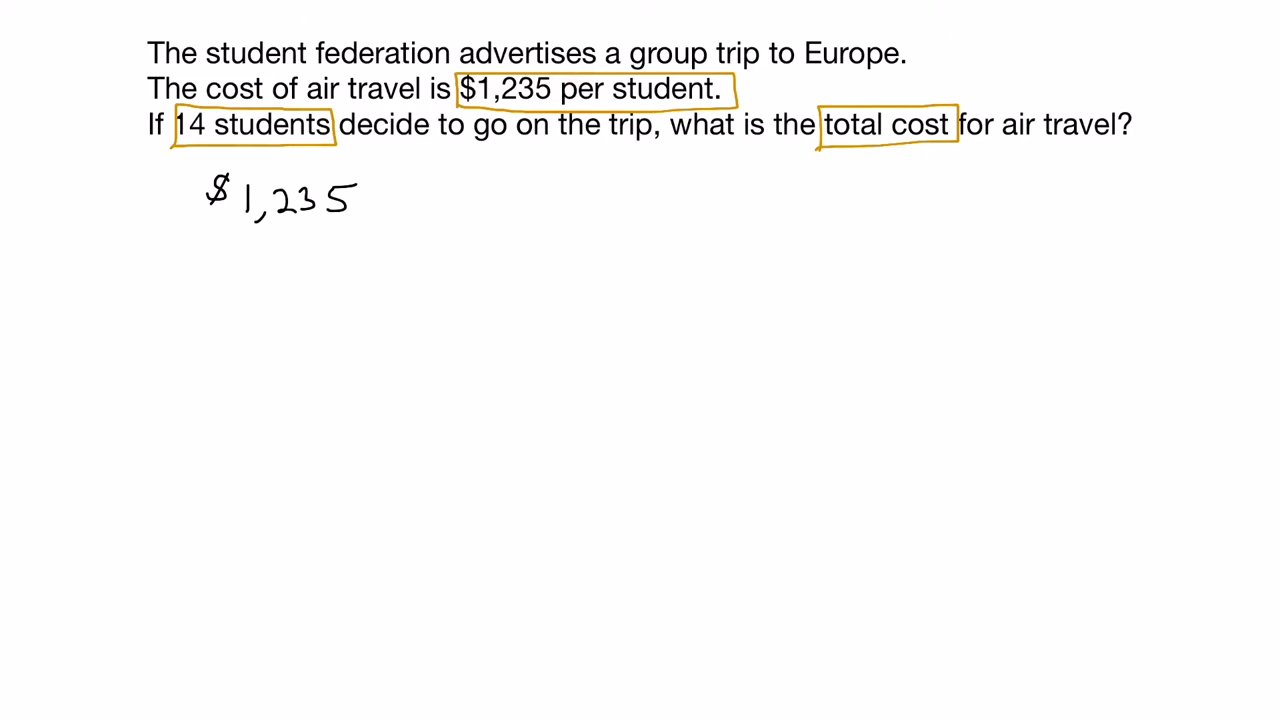 The student federation advertises a group trip to Europe.
The cost of air travel is $1,235 per student.
If 14 students decide to go on the trip, what is the total cost for air travel?
$1,235